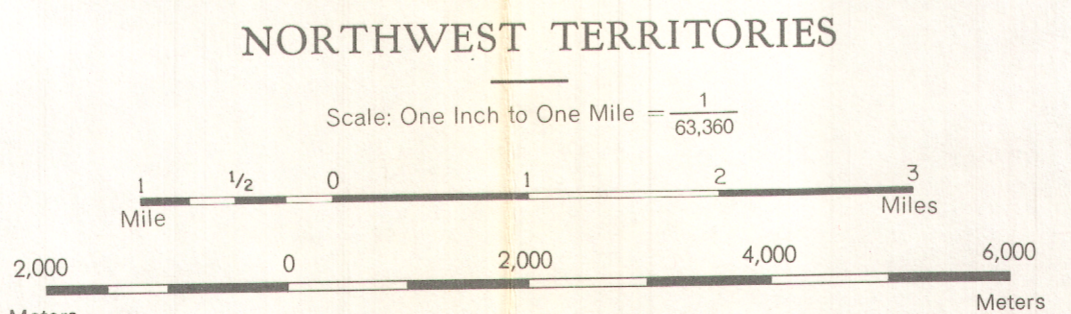 NORTHWEST TERRITORIES
Scale: One Inch to One Mile = 1/63,360
1 1/2 0 1 2 3
Mile Miles
2,000 0 2,000 4,000 6,000
Meters Meters